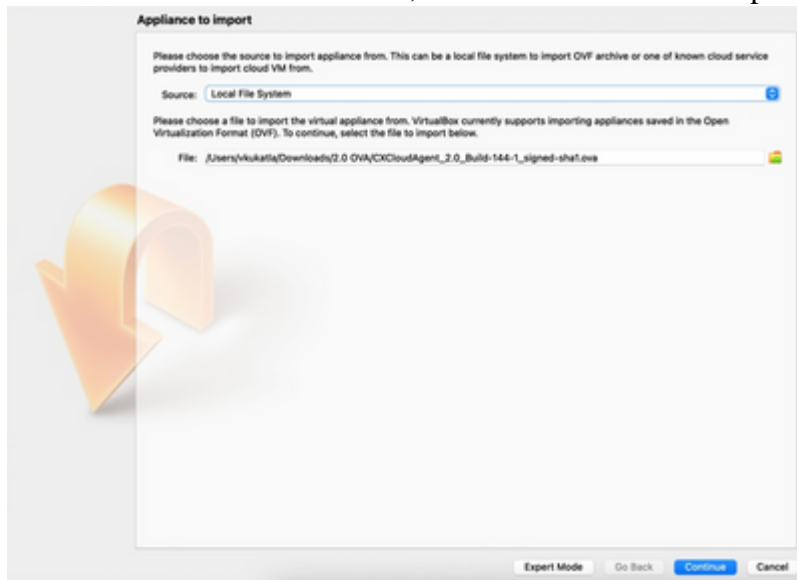 Appliance to import
Please choose the source to import appliance from. This can be a local file system to import OVF archive or one of known cloud service
providers to import cloud VM from.
Source: Local File System
Please choose a file to import the virtual appliance from. VirtualBox currently supports importing appliances saved in the Open
Virtualization Format (OVF). To continue, select the file to import below.
File: /Users/vkukatla/Downloads/2.0 OVA/CXCloudAgent_2.0_Build-144-1_signed-sha1.ova
Expert Mode Go Back Continue Cancel